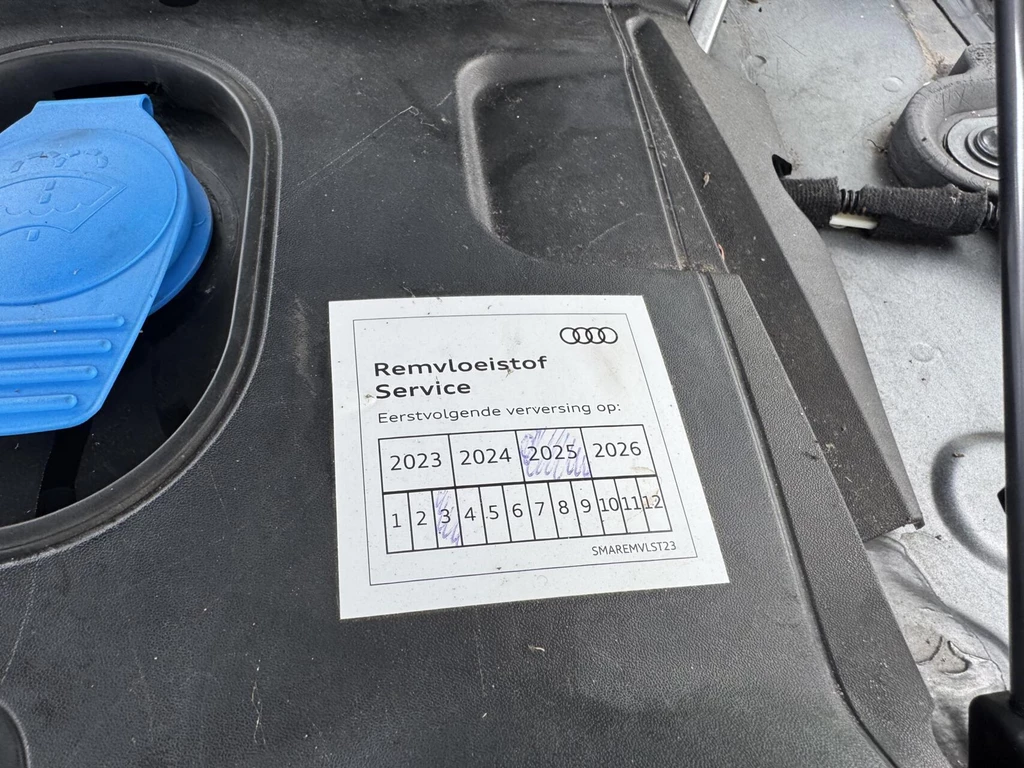 Remvloeistof
Service
Eerstvolgende verversing op:
2023 2024 2025 2026
1 2 3 4 5 6 7 8 9 10 11 12
SMAREMVLST23